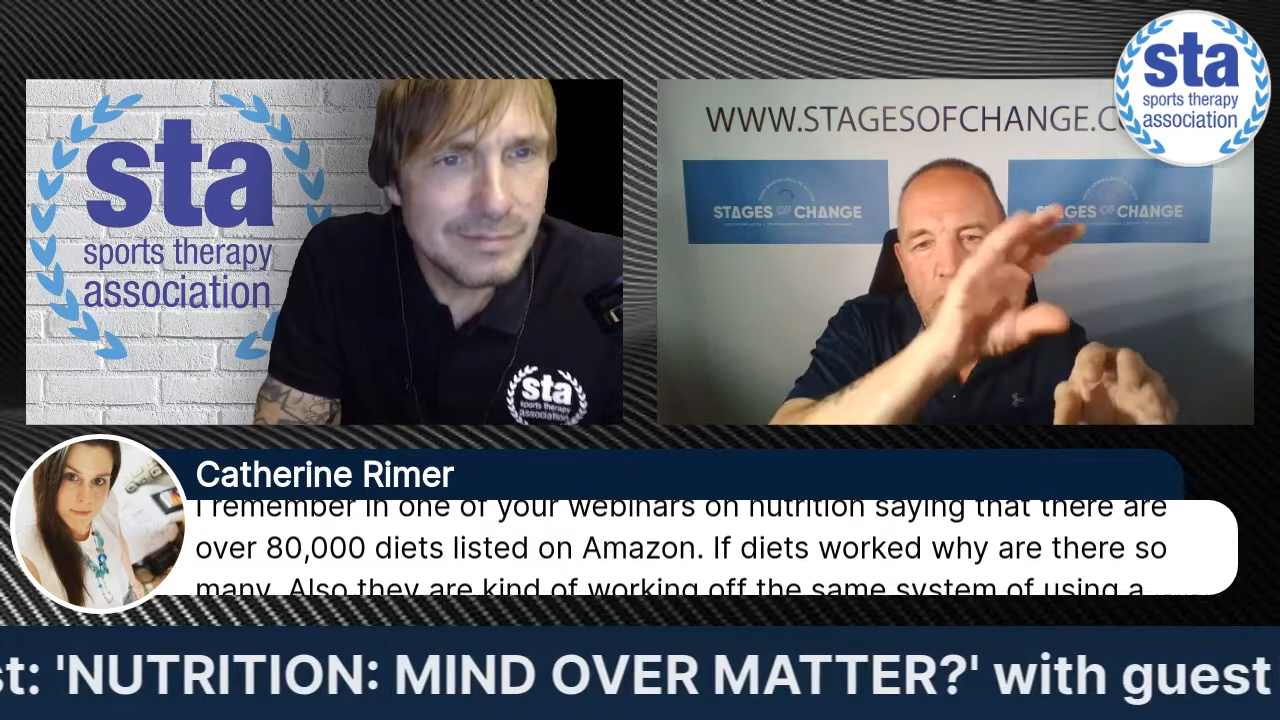 sta
sports therapy
association
WWW.STAGESOFCHANGE.C
STAGES OF CHANGE
STAGES OF CHANGE
sta
sports therapy
association
sta
sports therapy
association
Catherine Rimer
I remember in one of your webinars on nutrition saying that there are
over 80,000 diets listed on Amazon. If diets worked why are there so
many. Also they are kind of working off the same system of using a
st: 'NUTRITION: MIND OVER MATTER?' with guest